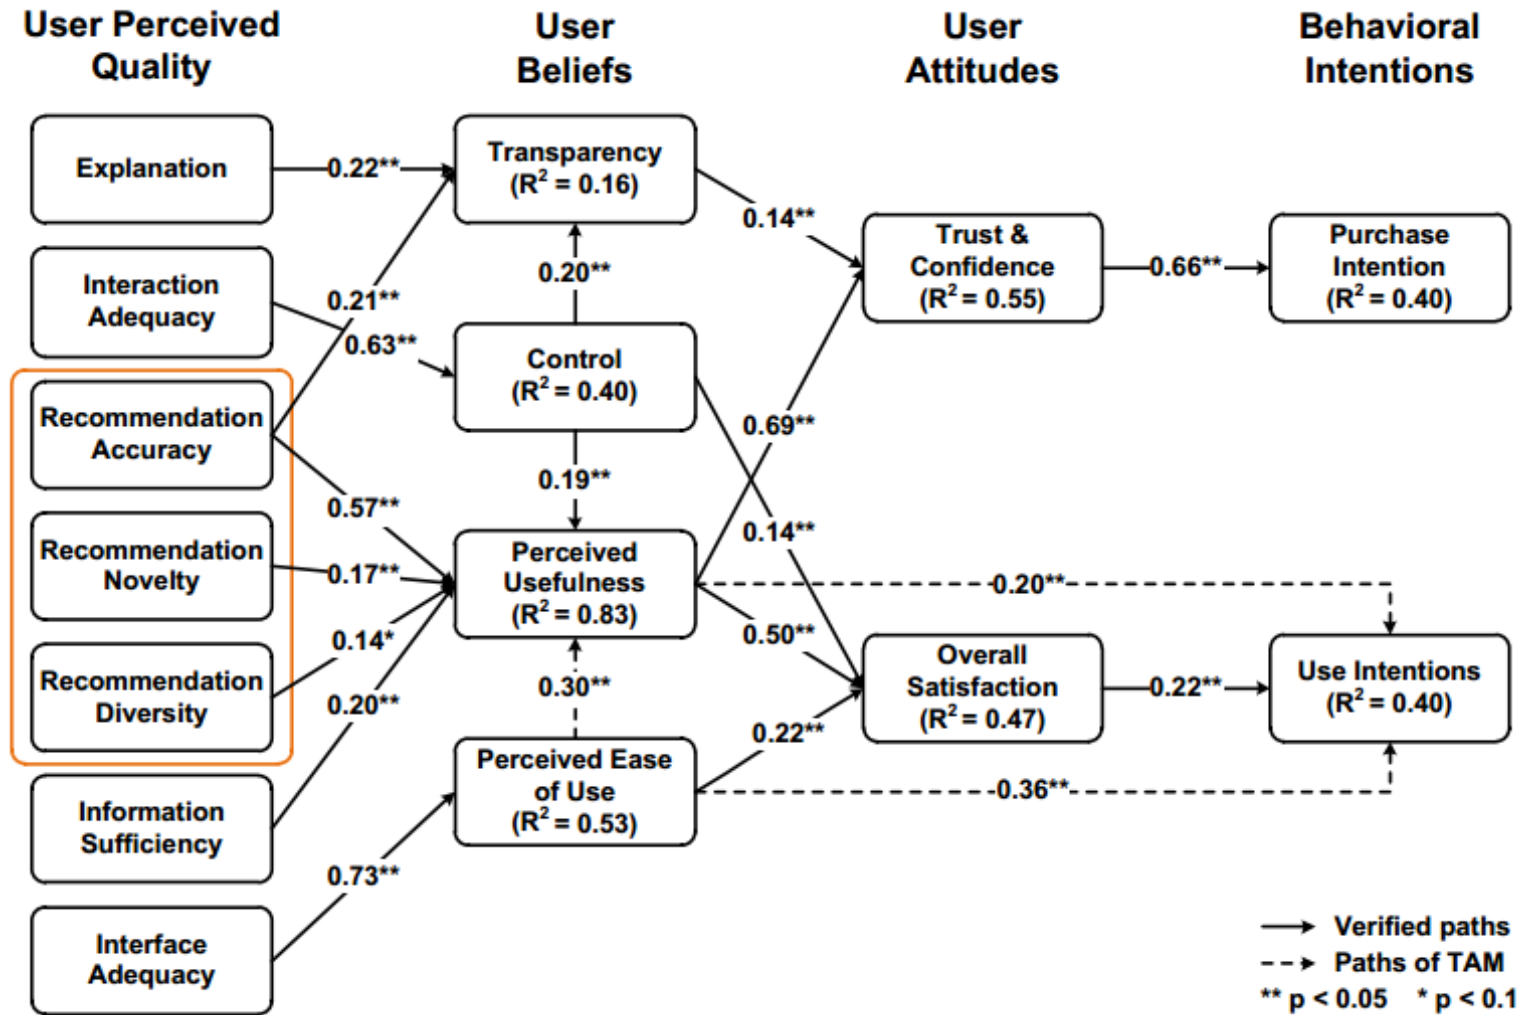 User Perceived
Quality
User
Beliefs
User
Attitudes
Behavioral
Intentions
Explanation
Interaction
Adequacy
Recommendation
Accuracy
Recommendation
Novelty
Recommendation
Diversity
Information
Sufficiency
Interface
Adequacy
0.22**
0.21**
0.63**
0.57**
0.17**
0.14*
0.20**
0.73**
Transparency
(R² = 0.16)
0.20**
Control
(R² = 0.40)
0.19**
Perceived
Usefulness
(R² = 0.83)
0.30**
Perceived Ease
of Use
(R² = 0.53)
0.14**
0.69**
0.14**
0.50**
0.22**
0.20**
0.36**
Trust &
Confidence
(R² = 0.55)
Overall
Satisfaction
(R² = 0.47)
0.66**
0.22**
Purchase
Intention
(R² = 0.40)
Use Intentions
(R² = 0.40)
Verified paths
Paths of TAM
** p < 0.05 * p < 0.1